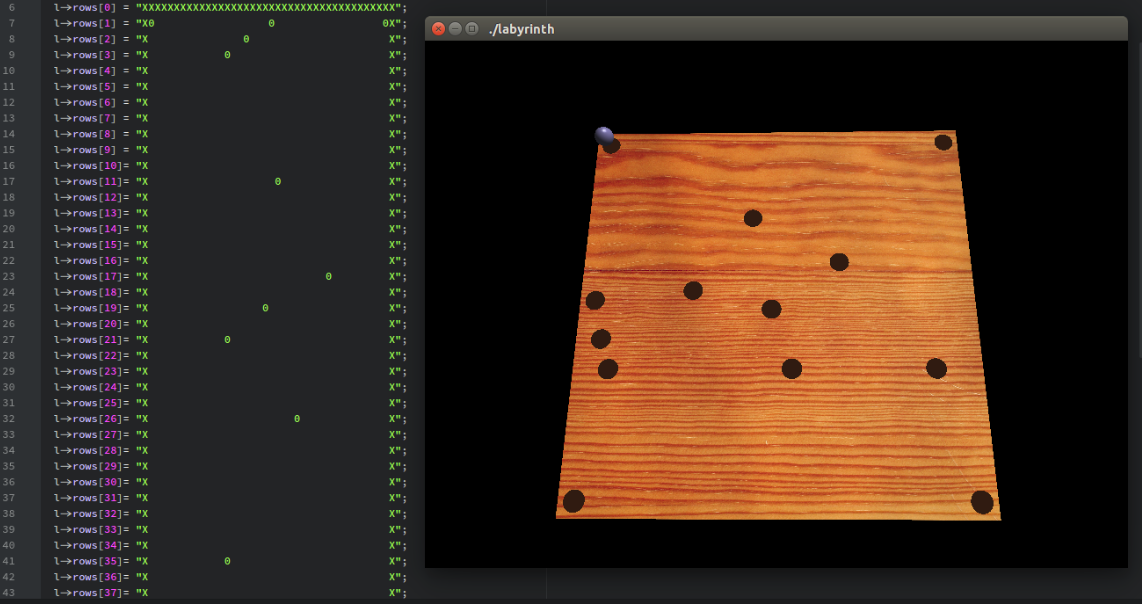 6 l->rows[0] = "XXXXXXXXXXXXXXXXXXXXXXXXXXXXXXXXXXXXXXXX";
7 l->rows[1] = "X0                  0                 0X";
8 l->rows[2] = "X               0                      X";
9 l->rows[3] = "X            0                         X";
10 l->rows[4] = "X                                      X";
11 l->rows[5] = "X                                      X";
12 l->rows[6] = "X                                      X";
13 l->rows[7] = "X                                      X";
14 l->rows[8] = "X                                      X";
15 l->rows[9] = "X                                      X";
16 l->rows[10]= "X                                      X";
17 l->rows[11]= "X                    0                 X";
18 l->rows[12]= "X                                      X";
19 l->rows[13]= "X                                      X";
20 l->rows[14]= "X                                      X";
21 l->rows[15]= "X                                      X";
22 l->rows[16]= "X                                      X";
23 l->rows[17]= "X                            0         X";
24 l->rows[18]= "X                                      X";
25 l->rows[19]= "X                  0                   X";
26 l->rows[20]= "X                                      X";
27 l->rows[21]= "X            0                         X";
28 l->rows[22]= "X                                      X";
29 l->rows[23]= "X                                      X";
30 l->rows[24]= "X                                      X";
31 l->rows[25]= "X                                      X";
32 l->rows[26]= "X                       0              X";
33 l->rows[27]= "X                                      X";
34 l->rows[28]= "X                                      X";
35 l->rows[29]= "X                                      X";
36 l->rows[30]= "X                                      X";
37 l->rows[31]= "X                                      X";
38 l->rows[32]= "X                                      X";
39 l->rows[33]= "X                                      X";
40 l->rows[34]= "X                                      X";
41 l->rows[35]= "X            0                         X";
42 l->rows[36]= "X                                      X";
43 l->rows[37]= "X                                      X";
./labyrinth